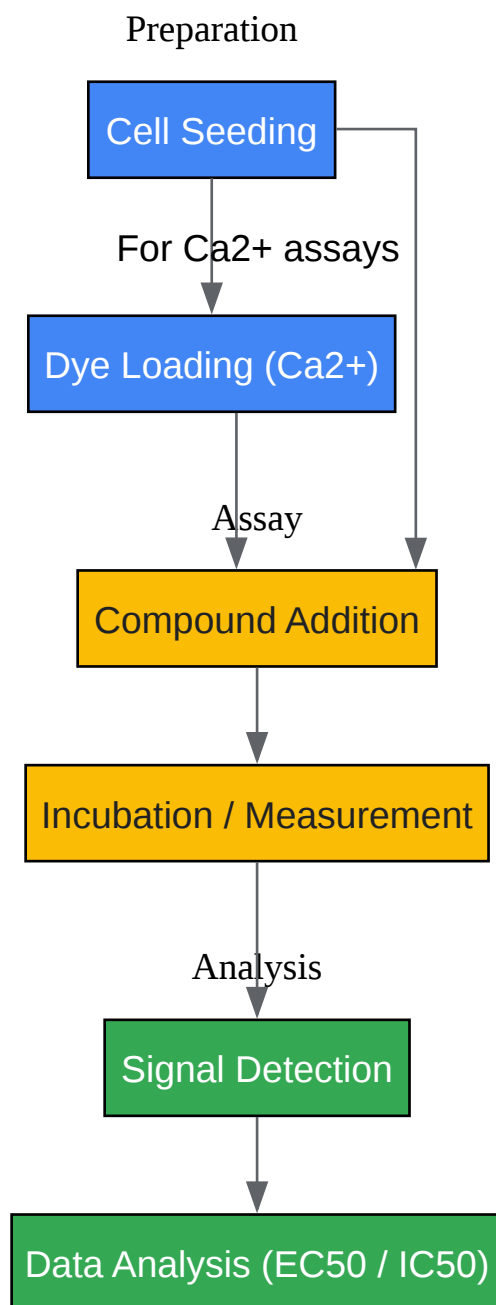 Preparation
Cell Seeding
For Ca2+ assays
Dye Loading (Ca2+)
Assay
Compound Addition
Incubation / Measurement
Analysis
Signal Detection
Data Analysis (EC50 / IC50)